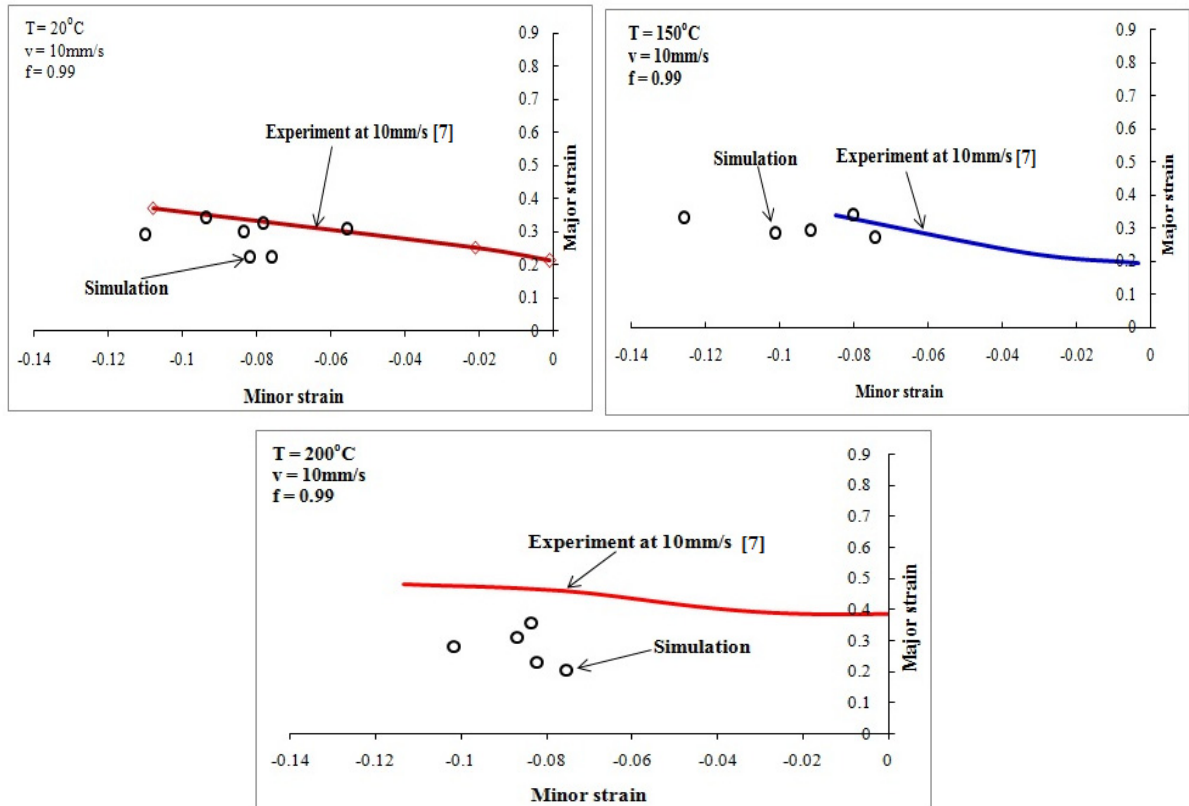 T = 20°C
v = 10mm/s
f = 0.99
0.9
0.8
0.7
0.6
0.5
0.4
0.3
0.2
0.1
0
Major strain
Experiment at 10mm/s [7]
Simulation
-0.14 -0.12 -0.1 -0.08 -0.06 -0.04 -0.02 0
Minor strain
T = 150°C
v = 10mm/s
f = 0.99
0.9
0.8
0.7
0.6
0.5
0.4
0.3
0.2
0.1
0
Major strain
Simulation
Experiment at 10mm/s [7]
-0.14 -0.12 -0.1 -0.08 -0.06 -0.04 -0.02 0
Minor strain
T = 200°C
v = 10mm/s
f = 0.99
0.9
0.8
0.7
0.6
0.5
0.4
0.3
0.2
0.1
0
Major strain
Experiment at 10mm/s [7]
Simulation
-0.14 -0.12 -0.1 -0.08 -0.06 -0.04 -0.02 0
Minor strain